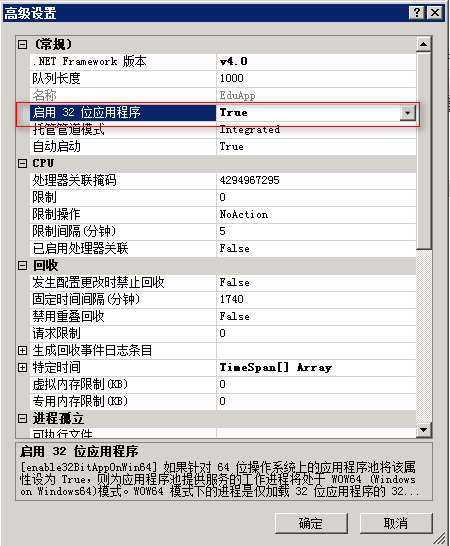 高级设置
(常规)
.NET Framework 版本 v4.0
队列长度 1000
名称 EduApp
启用 32 位应用程序 True
托管管道模式 Integrated
自动启动 True
CPU
处理器关联掩码 4294967295
限制 0
限制操作 NoAction
限制间隔(分钟) 5
已启用处理器关联 False
回收
发生配置更改时禁止回收 False
固定时间间隔(分钟) 1740
禁用重叠回收 False
请求限制 0
生成回收事件日志条目
特定时间 TimeSpan[] Array
虚拟内存限制(KB) 0
专用内存限制(KB) 0
进程孤立
可执行文件
启用 32 位应用程序
[enable32BitAppOnWin64] 如果针对 64 位操作系统上的应用程序池将该属
性设为 True，则为应用程序池提供服务的工作进程将处于 WOW64 (Windows
on Windows64)模式。WOW64 模式下的进程是仅加载 32 位应用程序的 32...
确定 取消